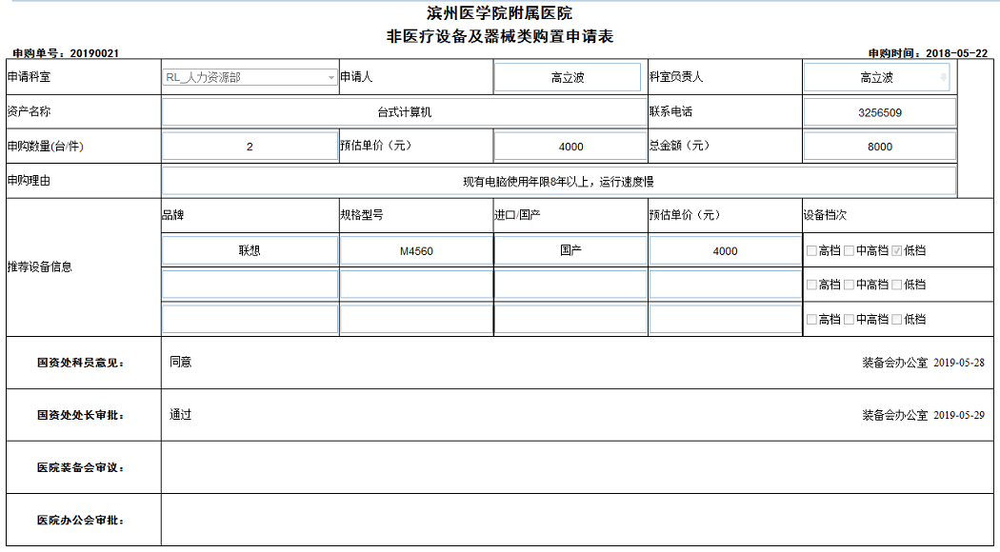 滨州医学院附属医院
非医疗设备及器械类购置申请表
申购单号：20190021 申购时间：2018-05-22
申请科室 RL_人力资源部 申请人 高立波 科室负责人 高立波
资产名称 台式计算机 联系电话 3256509
申购数量(台/件) 2 预估单价（元） 4000 总金额（元） 8000
申购理由 现有电脑使用年限8年以上，运行速度慢
品牌 规格型号 进口/国产 预估单价（元） 设备档次
推荐设备信息
联想 M4560 国产 4000 高档 中高档 低档
高档 中高档 低档
高档 中高档 低档
国资处科员意见： 同意 装备会办公室 2019-05-28
国资处处长审批： 通过 装备会办公室 2019-05-29
医院装备会审议：
医院办公会审批：